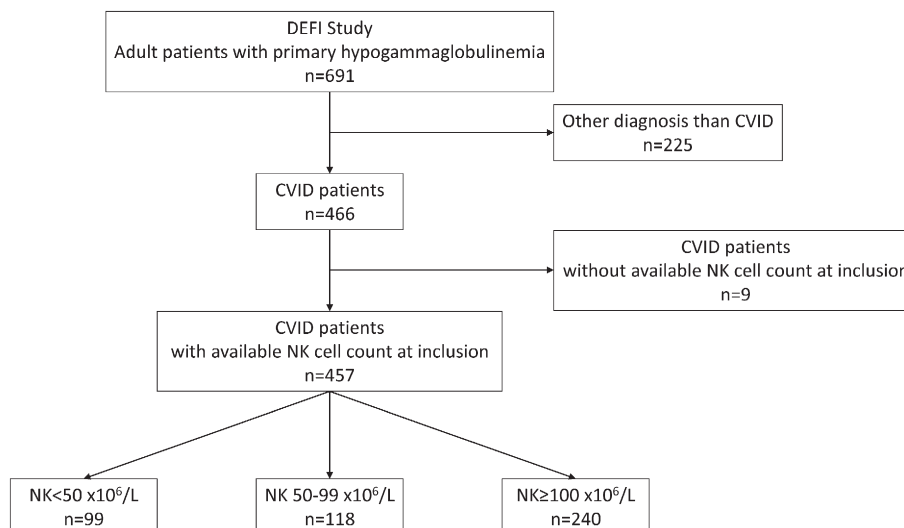 DEFI Study
Adult patients with primary hypogammaglobulinemia
n=691
Other diagnosis than CVID
n=225
CVID patients
n=466
CVID patients
without available NK cell count at inclusion
n=9
CVID patients
with available NK cell count at inclusion
n=457
NK<50 x10⁶/L
n=99
NK 50-99 x10⁶/L
n=118
NK≥100 x10⁶/L
n=240